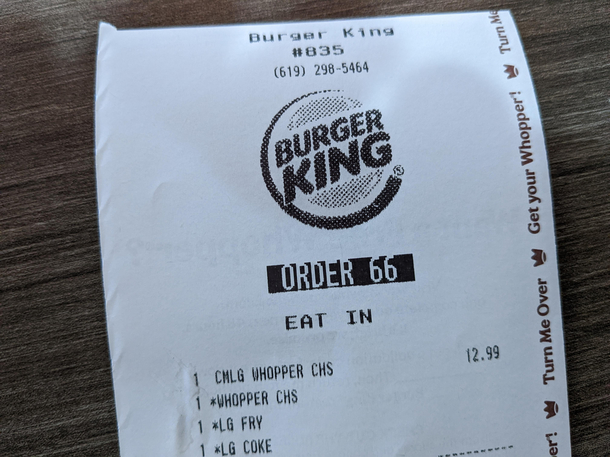 Burger King
#835
(619) 298-5464
BURGER
KING®
ORDER 66
EAT IN
1 CMLG WHOPPER CHS 12.99
1 *WHOPPER CHS
1 *LG FRY
1 *LG COKE
er! Turn Me Over Get your Whopper! Turn Me